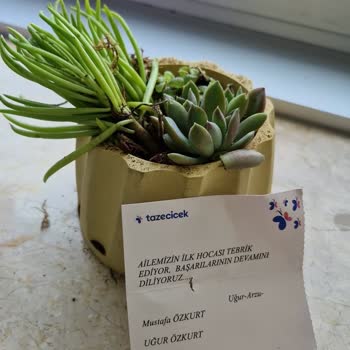 tazecicek
AİLEMİZİN İLK HOCASI TEBRİK
EDİYOR, BAŞARILARININ DEVAMINI
DİLİYORUZ...
Uğur-Arzu-
Mustafa ÖZKURT
UĞUR ÖZKURT